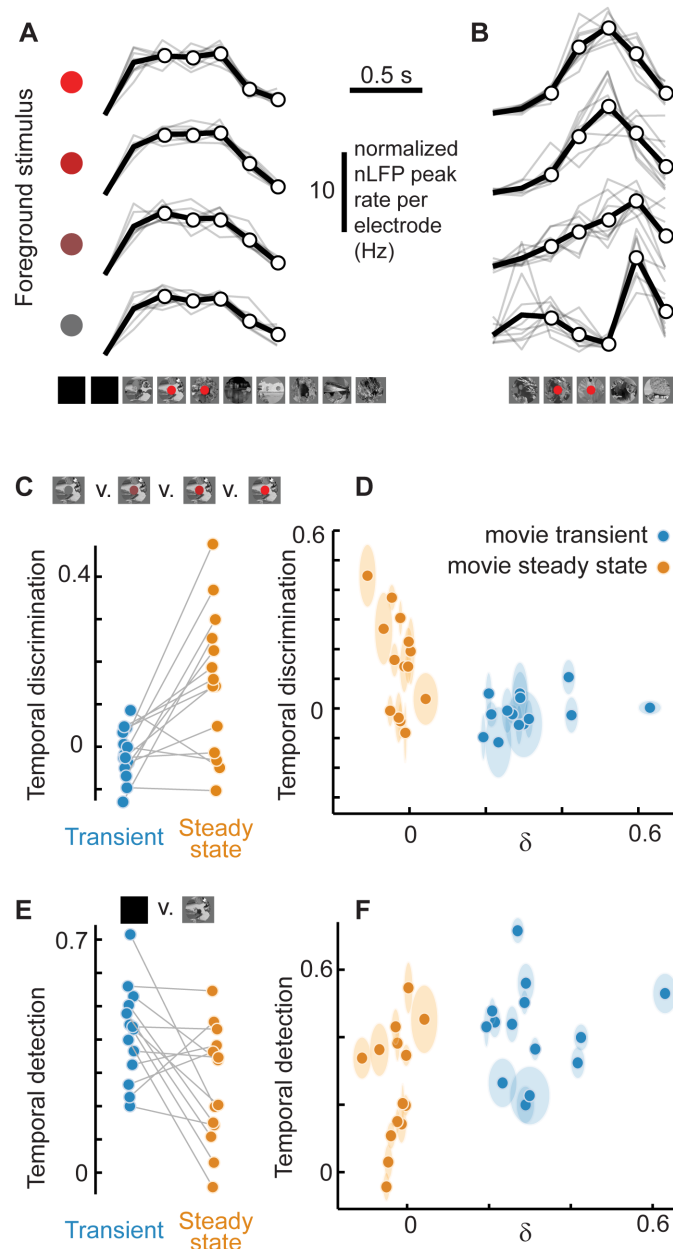 A
B
Foreground stimulus
0.5 s
10
normalized
nLFP peak
rate per
electrode
(Hz)
C
v.
v.
v.
D
Temporal discrimination
0.4
0
Transient
Steady
state
Temporal discrimination
0.6
0
movie transient
movie steady state
0
δ
0.6
E
v.
F
Temporal detection
0.7
0
Transient
Steady
state
Temporal detection
0.6
0
0
δ
0.6